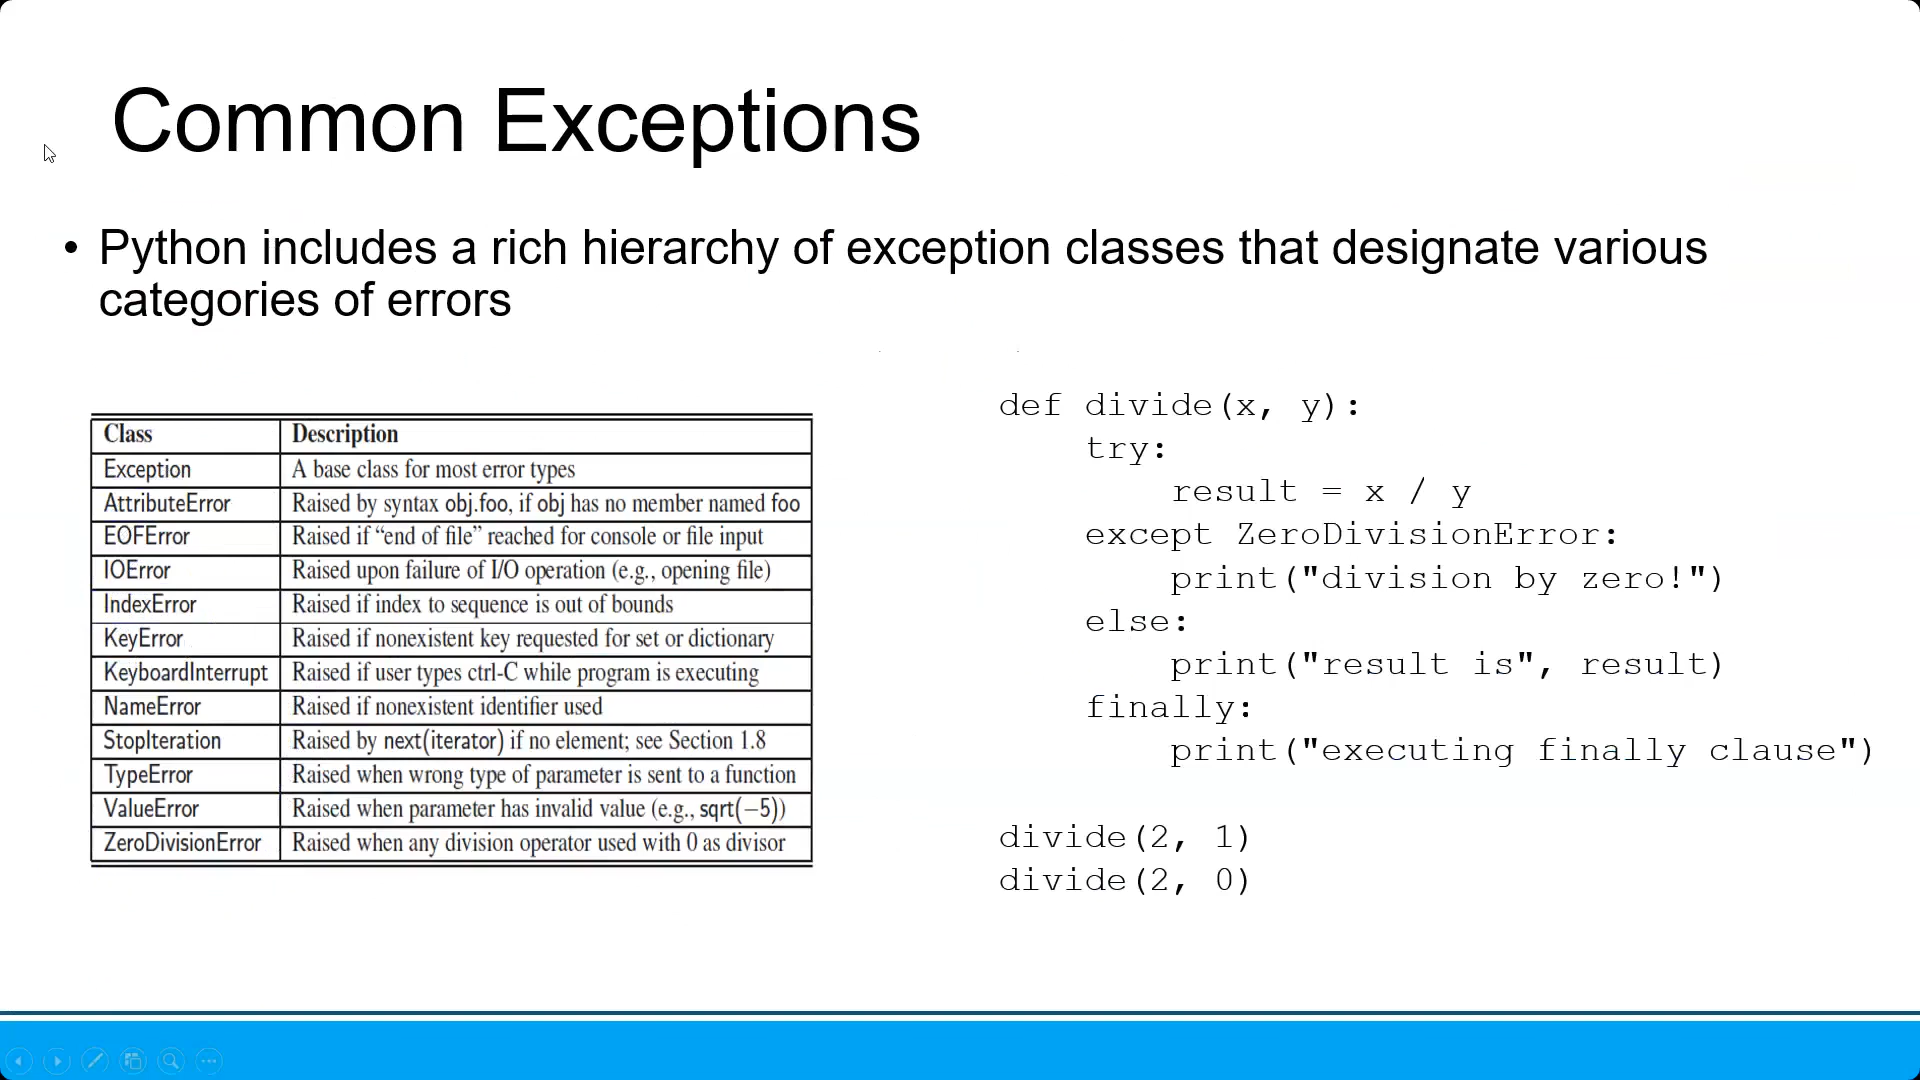 Common Exceptions
• Python includes a rich hierarchy of exception classes that designate various
categories of errors
Class Description
Exception A base class for most error types
AttributeError Raised by syntax obj.foo, if obj has no member named foo
EOFError Raised if “end of file” reached for console or file input
IOError Raised upon failure of I/O operation (e.g., opening file)
IndexError Raised if index to sequence is out of bounds
KeyError Raised if nonexistent key requested for set or dictionary
KeyboardInterrupt Raised if user types ctrl-C while program is executing
NameError Raised if nonexistent identifier used
StopIteration Raised by next(iterator) if no element; see Section 1.8
TypeError Raised when wrong type of parameter is sent to a function
ValueError Raised when parameter has invalid value (e.g., sqrt(−5))
ZeroDivisionError Raised when any division operator used with 0 as divisor
def divide(x, y):
    try:
        result = x / y
    except ZeroDivisionError:
        print("division by zero!")
    else:
        print("result is", result)
    finally:
        print("executing finally clause")
divide(2, 1)
divide(2, 0)